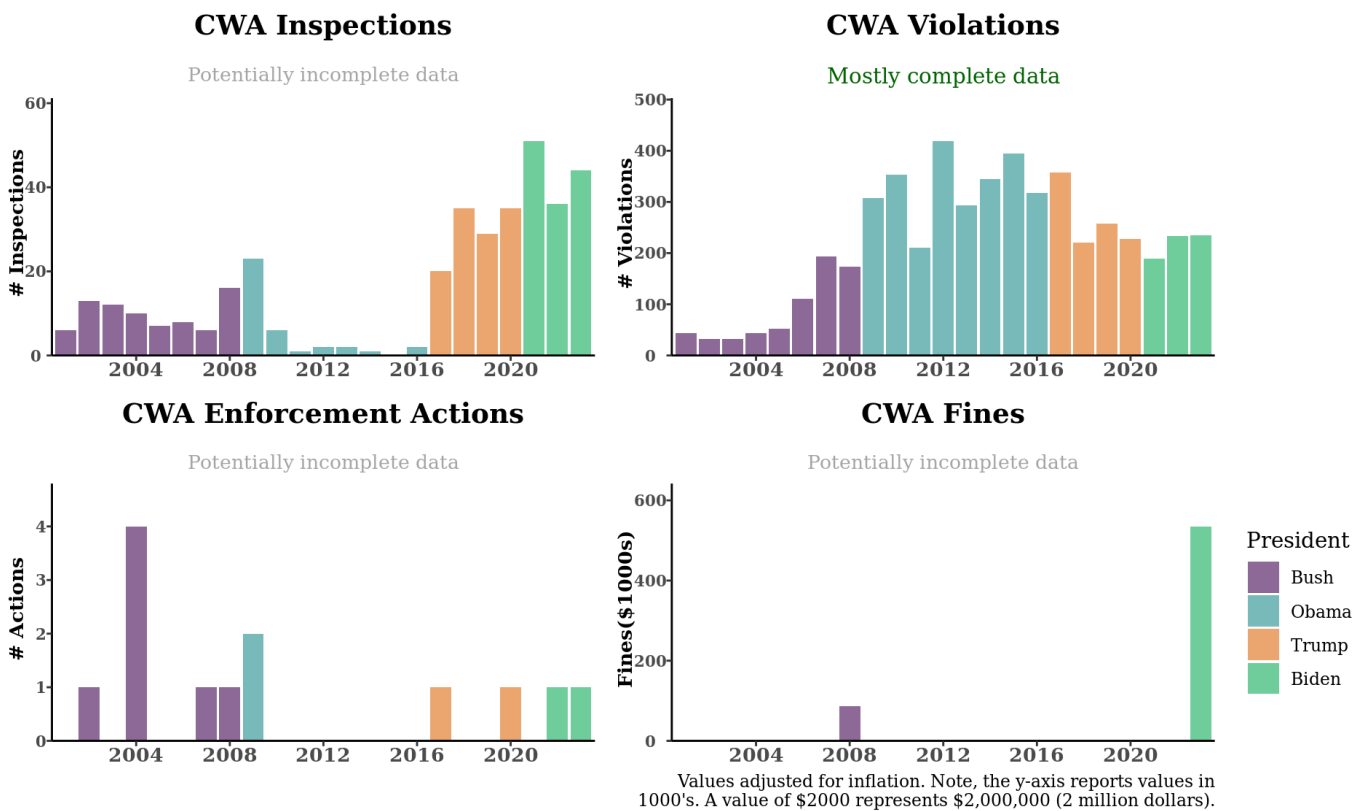 CWA Inspections
Potentially incomplete data
# Inspections
60
40
20
0
2004 2008 2012 2016 2020
CWA Violations
Mostly complete data
# Violations
500
400
300
200
100
0
2004 2008 2012 2016 2020
CWA Enforcement Actions
Potentially incomplete data
# Actions
4
3
2
1
0
2004 2008 2012 2016 2020
CWA Fines
Potentially incomplete data
Fines($1000s)
600
400
200
0
2004 2008 2012 2016 2020
President
Bush
Obama
Trump
Biden
Values adjusted for inflation. Note, the y-axis reports values in
1000's. A value of $2000 represents $2,000,000 (2 million dollars).